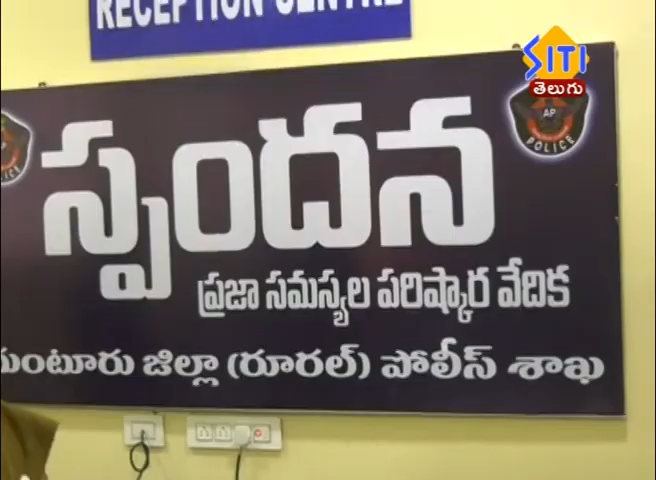 RECEPTION CENTRE
SITI
తెలుగు
AP
POLICE
స్పందన
ప్రజా సమస్యల పరిష్కార వేదిక
గుంటూరు జిల్లా (రూరల్) పోలీస్ శాఖ